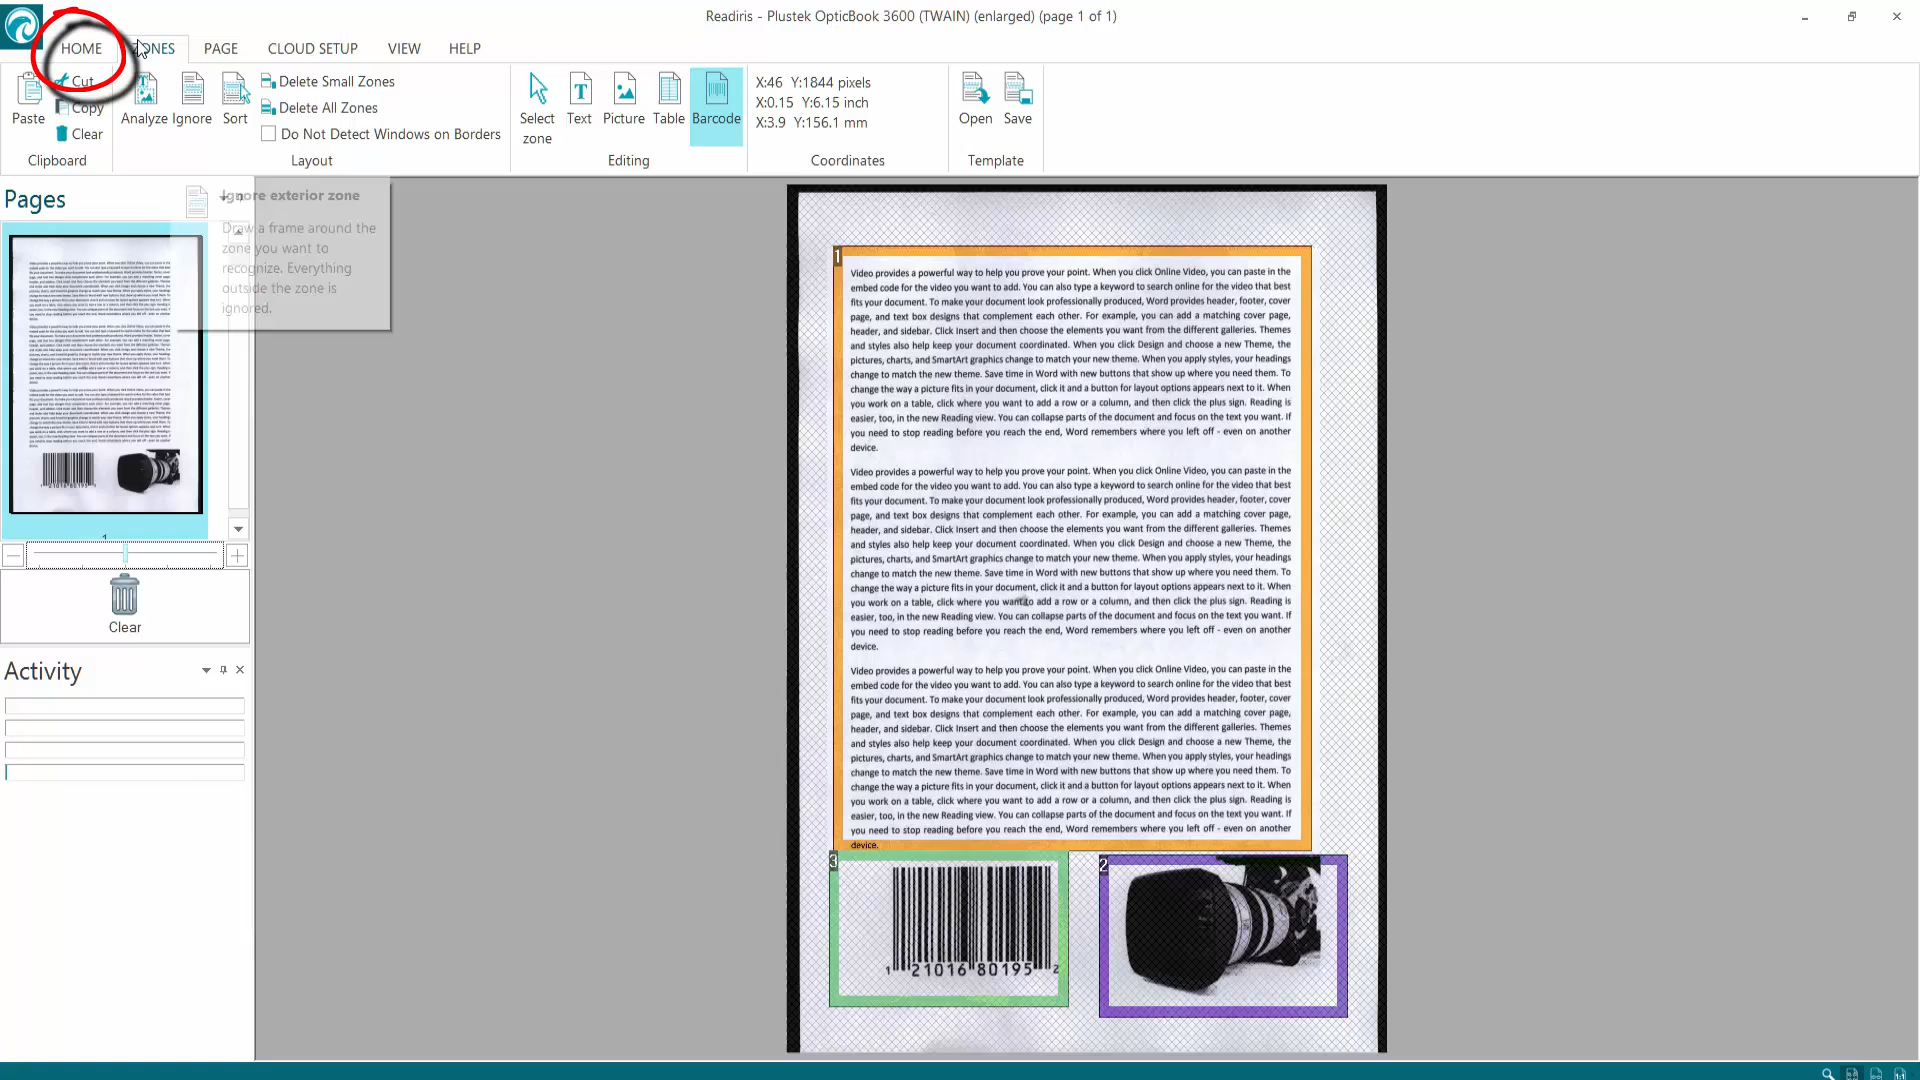 Readiris - Plustek OpticBook 3600 (TWAIN) (enlarged) (page 1 of 1)
HOME ZONES PAGE CLOUD SETUP VIEW HELP
Paste
Cut
Copy
Clear
Clipboard
Analyze
Ignore
Sort
Delete Small Zones
Delete All Zones
Do Not Detect Windows on Borders
Layout
Select
zone
Text
Picture
Table
Barcode
Editing
X:46 Y:1844 pixels
X:0.15 Y:6.15 inch
X:3.9 Y:156.1 mm
Coordinates
Open
Save
Template
Pages
Ignore exterior zone
Draw a frame around the
zone you want to
recognize. Everything
outside the zone is
ignored.
1
Clear
Activity
1
Video provides a powerful way to help you prove your point. When you click Online Video, you can paste in the
embed code for the video you want to add. You can also type a keyword to search online for the video that best
fits your document. To make your document look professionally produced, Word provides header, footer, cover
page, and text box designs that complement each other. For example, you can add a matching cover page,
header, and sidebar. Click Insert and then choose the elements you want from the different galleries. Themes
and styles also help keep your document coordinated. When you click Design and choose a new Theme, the
pictures, charts, and SmartArt graphics change to match your new theme. When you apply styles, your headings
change to match the new theme. Save time in Word with new buttons that show up where you need them. To
change the way a picture fits in your document, click it and a button for layout options appears next to it. When
you work on a table, click where you want to add a row or a column, and then click the plus sign. Reading is
easier, too, in the new Reading view. You can collapse parts of the document and focus on the text you want. If
you need to stop reading before you reach the end, Word remembers where you left off - even on another
device.
Video provides a powerful way to help you prove your point. When you click Online Video, you can paste in the
embed code for the video you want to add. You can also type a keyword to search online for the video that best
fits your document. To make your document look professionally produced, Word provides header, footer, cover
page, and text box designs that complement each other. For example, you can add a matching cover page,
header, and sidebar. Click Insert and then choose the elements you want from the different galleries. Themes
and styles also help keep your document coordinated. When you click Design and choose a new Theme, the
pictures, charts, and SmartArt graphics change to match your new theme. When you apply styles, your headings
change to match the new theme. Save time in Word with new buttons that show up where you need them. To
change the way a picture fits in your document, click it and a button for layout options appears next to it. When
you work on a table, click where you want to add a row or a column, and then click the plus sign. Reading is
easier, too, in the new Reading view. You can collapse parts of the document and focus on the text you want. If
you need to stop reading before you reach the end, Word remembers where you left off - even on another
device.
Video provides a powerful way to help you prove your point. When you click Online Video, you can paste in the
embed code for the video you want to add. You can also type a keyword to search online for the video that best
fits your document. To make your document look professionally produced, Word provides header, footer, cover
page, and text box designs that complement each other. For example, you can add a matching cover page,
header, and sidebar. Click Insert and then choose the elements you want from the different galleries. Themes
and styles also help keep your document coordinated. When you click Design and choose a new Theme, the
pictures, charts, and SmartArt graphics change to match your new theme. When you apply styles, your headings
change to match the new theme. Save time in Word with new buttons that show up where you need them. To
change the way a picture fits in your document, click it and a button for layout options appears next to it. When
you work on a table, click where you want to add a row or a column, and then click the plus sign. Reading is
easier, too, in the new Reading view. You can collapse parts of the document and focus on the text you want. If
you need to stop reading before you reach the end, Word remembers where you left off - even on another
device.
3
1 21016 80195 2
2